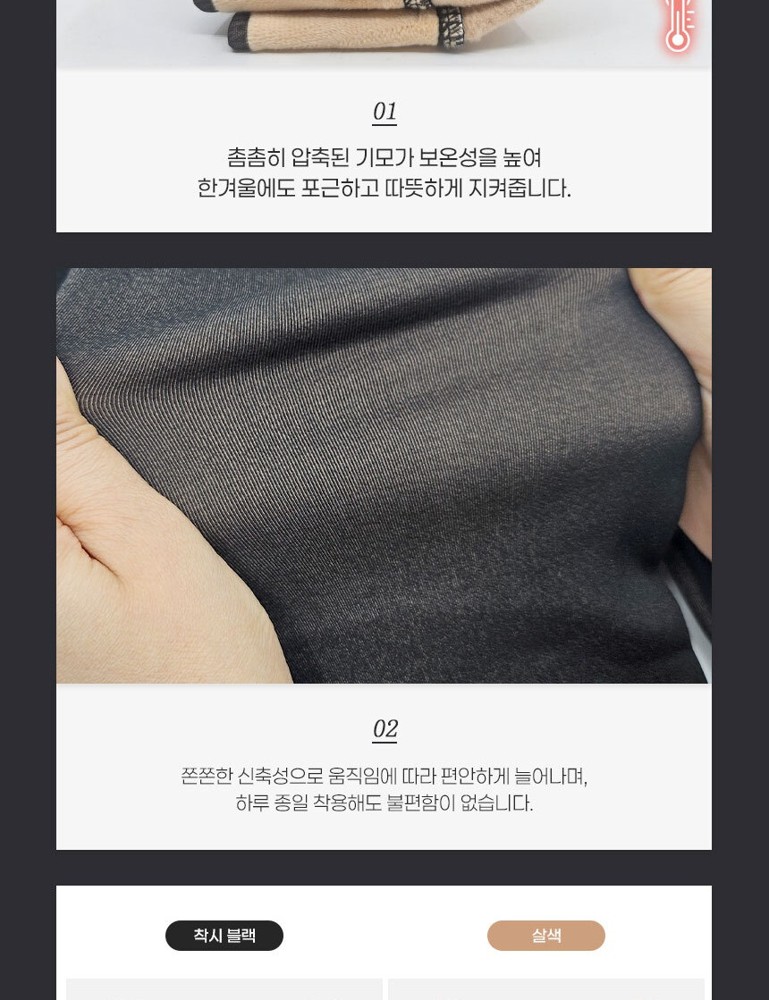 01
촘촘히 압축된 기모가 보온성을 높여
한겨울에도 포근하고 따뜻하게 지켜줍니다.
02
쫀쫀한 신축성으로 움직임에 따라 편안하게 늘어나며,
하루 종일 착용해도 불편함이 없습니다.
착시 블랙
살색